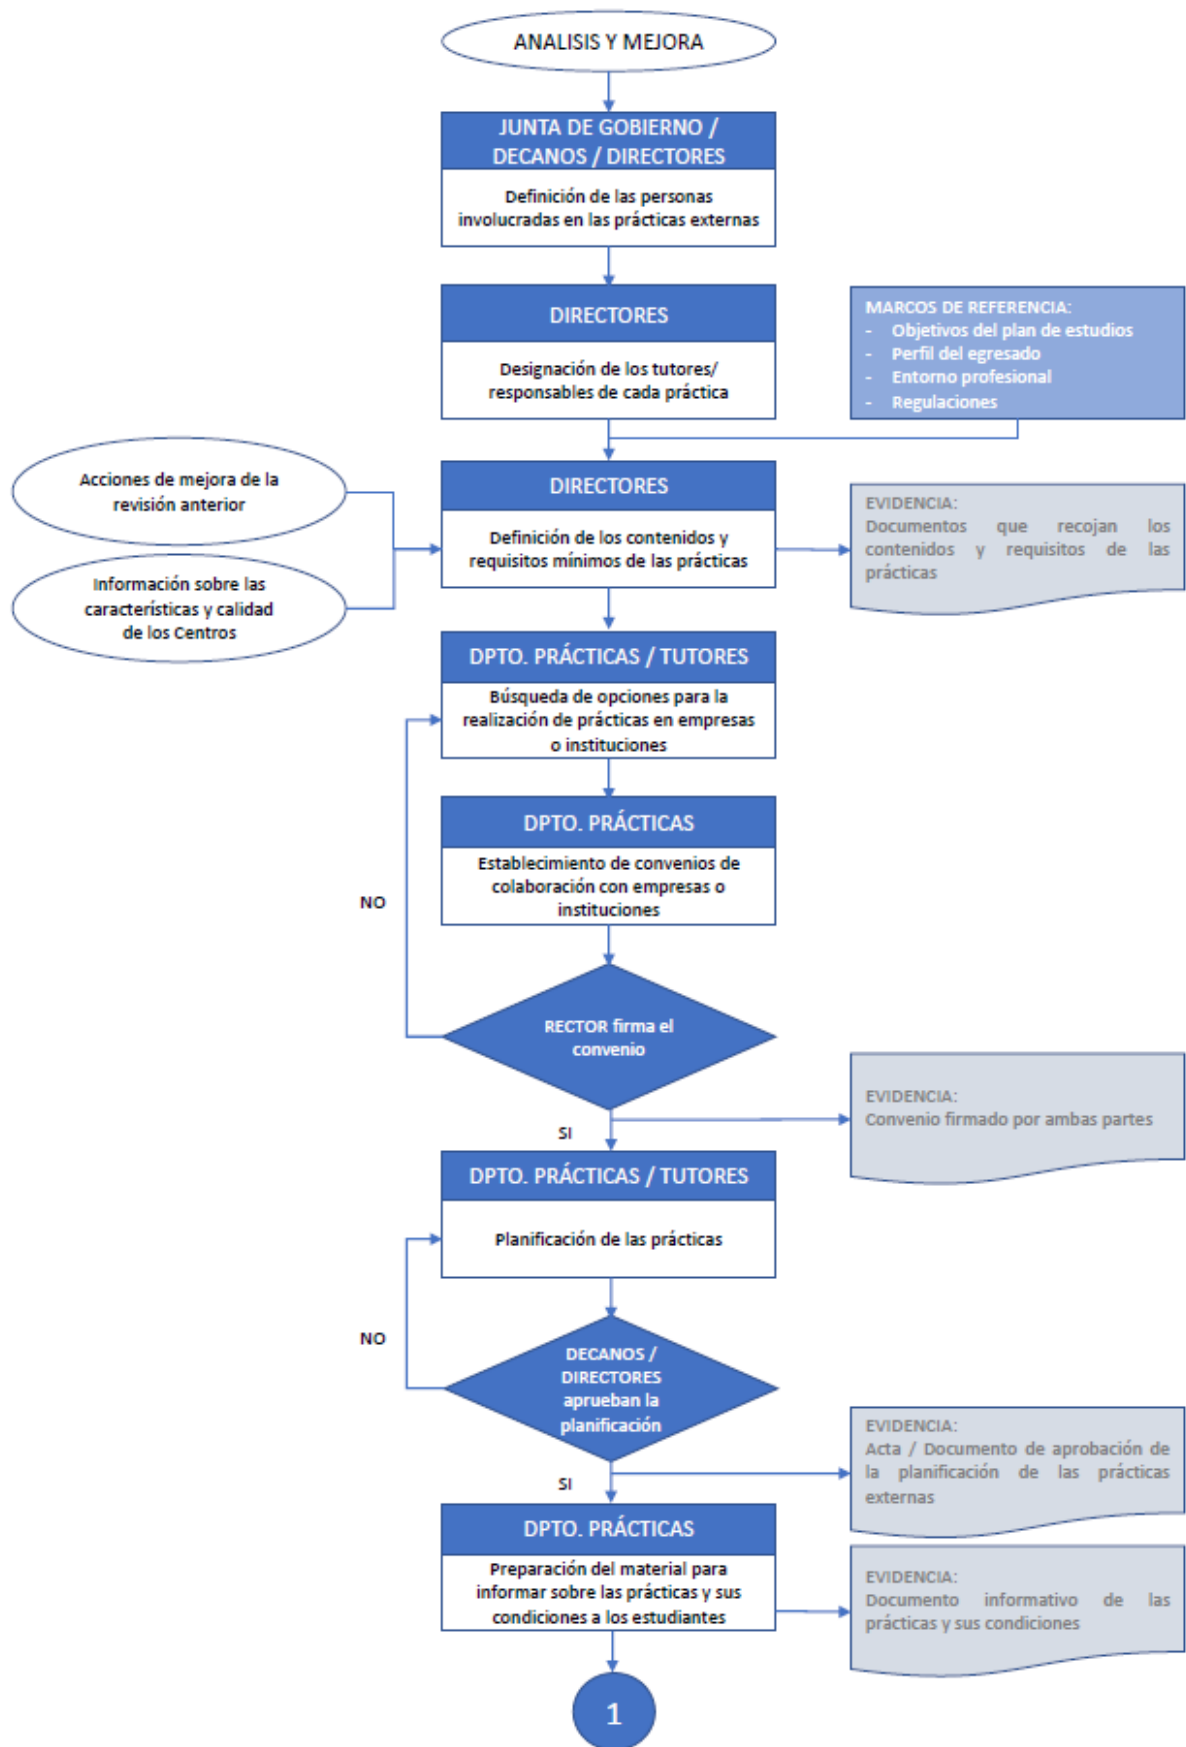 ANALISIS Y MEJORA
JUNTA DE GOBIERNO /
DECANOS / DIRECTORES
Definición de las personas
involucradas en las prácticas externas
DIRECTORES
Designación de los tutores/
responsables de cada práctica
MARCOS DE REFERENCIA:
- Objetivos del plan de estudios
- Perfil del egresado
- Entorno profesional
- Regulaciones
Acciones de mejora de la
revisión anterior
Información sobre las
características y calidad
de los Centros
DIRECTORES
Definición de los contenidos y
requisitos mínimos de las prácticas
EVIDENCIA:
Documentos que recojan los
contenidos y requisitos de las
prácticas
DPTO. PRÁCTICAS / TUTORES
Búsqueda de opciones para la
realización de prácticas en empresas
o instituciones
DPTO. PRÁCTICAS
Establecimiento de convenios de
colaboración con empresas o
instituciones
NO
RECTOR firma el
convenio
SI
EVIDENCIA:
Convenio firmado por ambas partes
DPTO. PRÁCTICAS / TUTORES
Planificación de las prácticas
NO
DECANOS /
DIRECTORES
aprueban la
planificación
SI
EVIDENCIA:
Acta / Documento de aprobación de
la planificación de las prácticas
externas
DPTO. PRÁCTICAS
Preparación del material para
informar sobre las prácticas y sus
condiciones a los estudiantes
EVIDENCIA:
Documento informativo de las
prácticas y sus condiciones
1